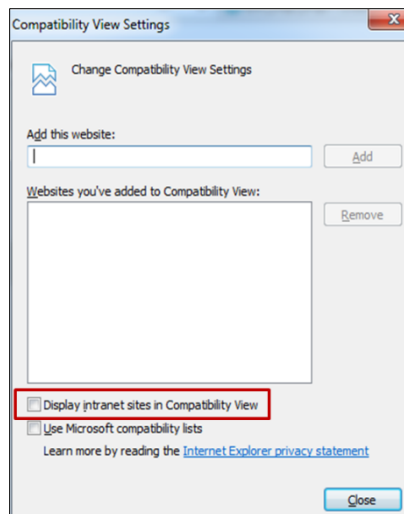 Compatibility View Settings
Change Compatibility View Settings
Add this website:
Add
Websites you've added to Compatibility View:
Remove
Display intranet sites in Compatibility View
Use Microsoft compatibility lists
Learn more by reading the Internet Explorer privacy statement
Close